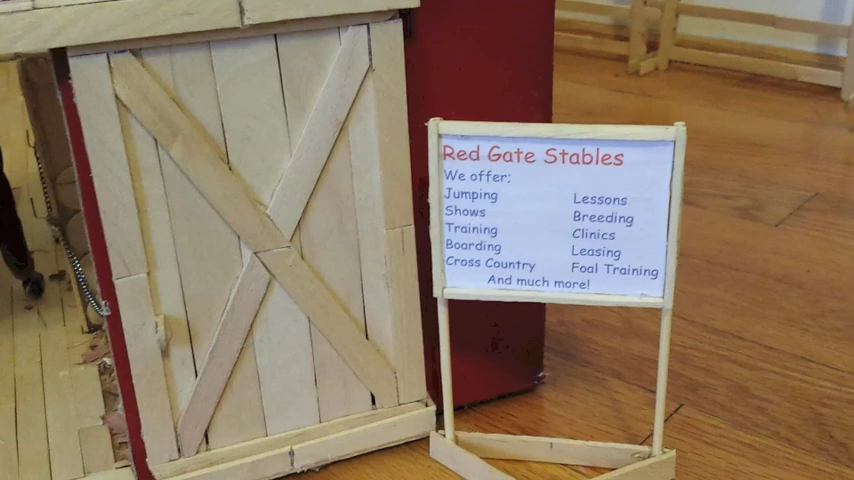 Red Gate Stables
We offer:
Jumping
Shows
Training
Boarding
Cross Country
Lessons
Breeding
Clinics
Leasing
Foal Training
And much more!